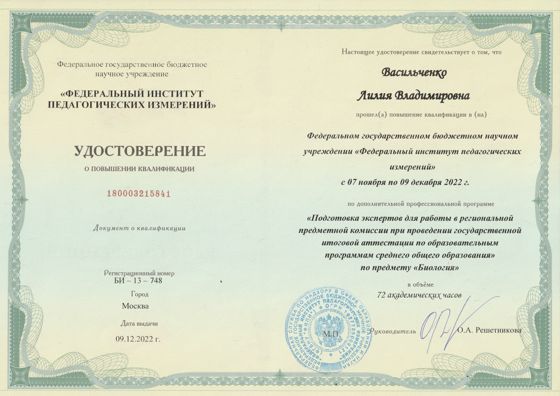 Федеральное государственное бюджетное
научное учреждение
«ФЕДЕРАЛЬНЫЙ ИНСТИТУТ
ПЕДАГОГИЧЕСКИХ ИЗМЕРЕНИЙ»
УДОСТОВЕРЕНИЕ
О ПОВЫШЕНИИ КВАЛИФИКАЦИИ
180003215841
Документ о квалификации
Регистрационный номер
БИ – 13 – 748
Город
Москва
Дата выдачи
09.12.2022 г.
Настоящее удостоверение свидетельствует о том, что
Васильченко
Лилия Владимировна
прошел(а) повышение квалификации в (на)
Федеральном государственном бюджетном научном
учреждении «Федеральный институт педагогических
измерений»
с 07 ноября по 09 декабря 2022 г.
по дополнительной профессиональной программе
«Подготовка экспертов для работы в региональной
предметной комиссии при проведении государственной
итоговой аттестации по образовательным
программам среднего общего образования»
по предмету «Биология»
в объёме
72 академических часов
М.П.
Руководитель
О.А. Решетникова